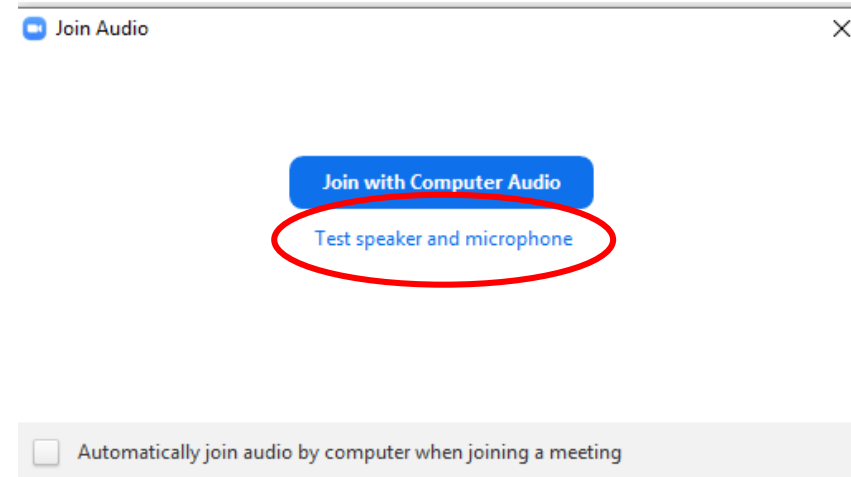 Join Audio
Join with Computer Audio
Test speaker and microphone
Automatically join audio by computer when joining a meeting